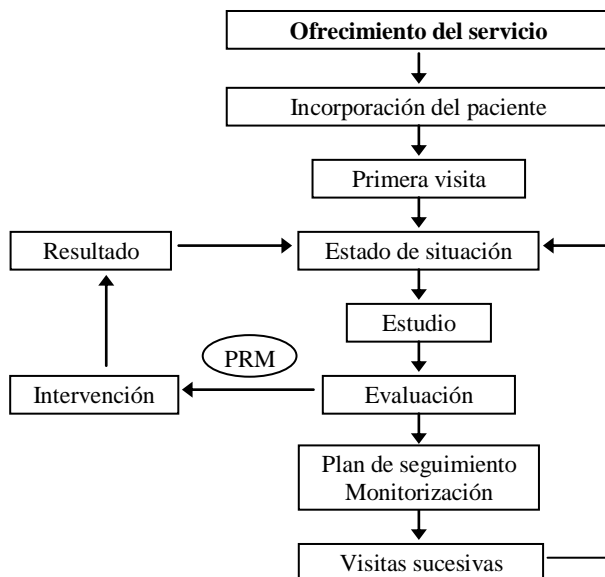 Ofrecimiento del servicio
Incorporación del paciente
Primera visita
Resultado
Estado de situación
Estudio
PRM
Intervención
Evaluación
Plan de seguimiento
Monitorización
Visitas sucesivas